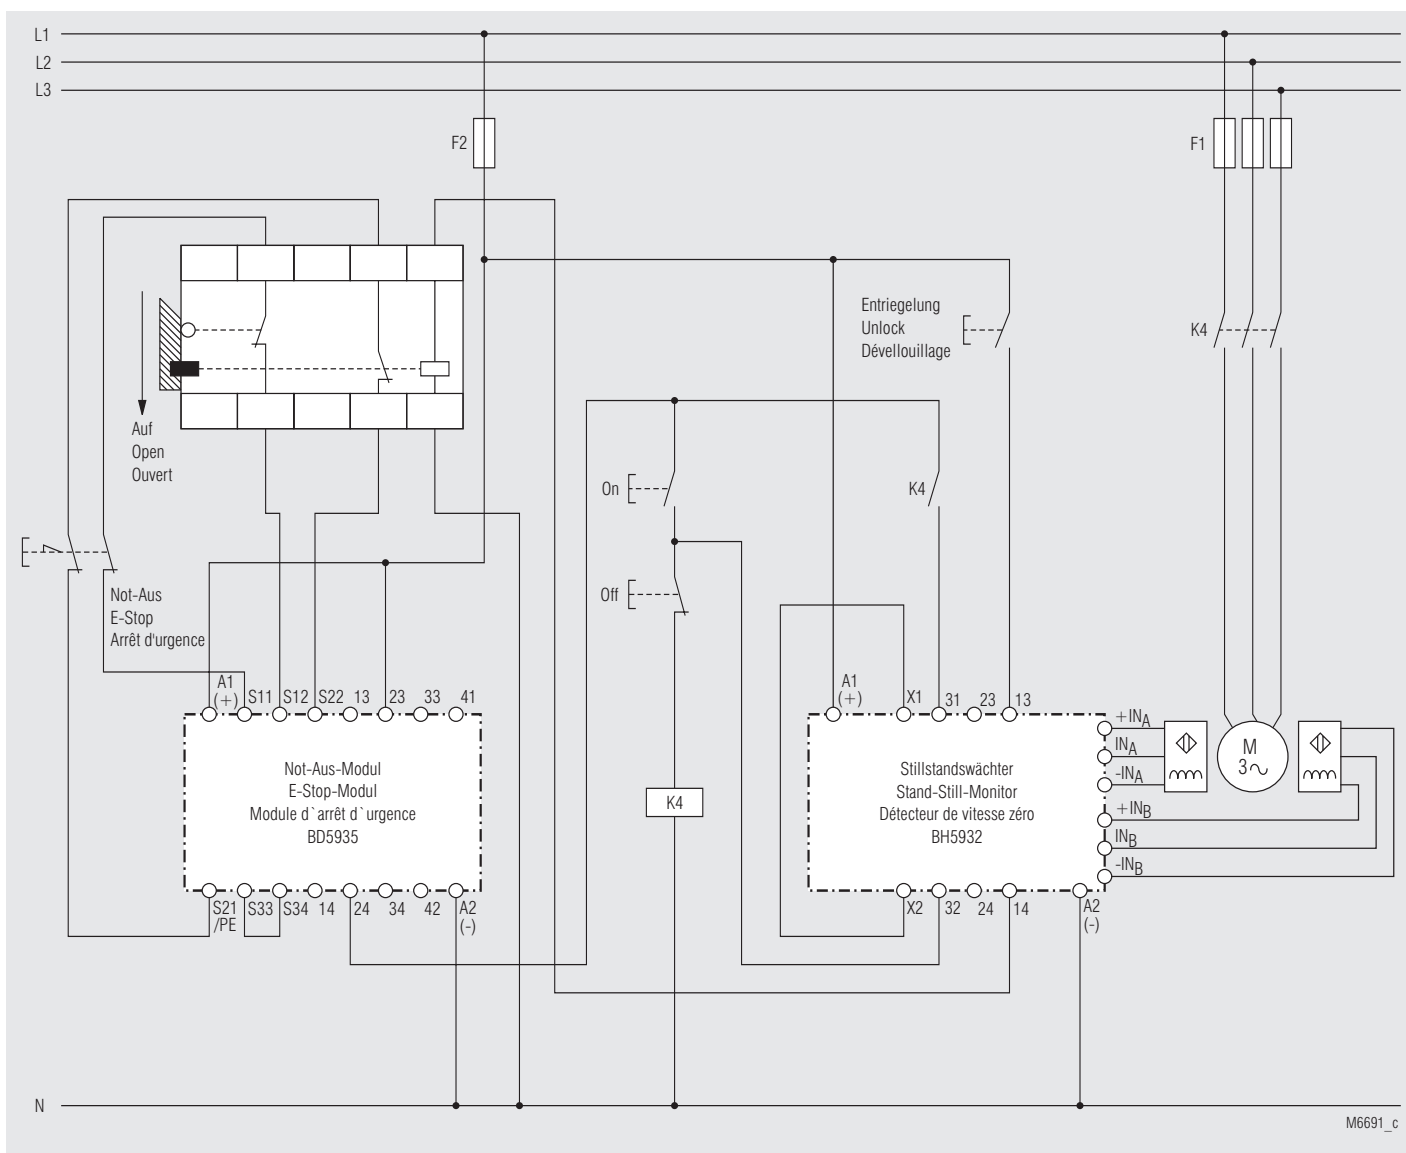 L1
L2
L3
F2
F1
Entriegelung
Unlock
Dévellouillage
K4
Auf
Open
Ouvert
On
K4
Off
Not-Aus
E-Stop
Arrêt d'urgence
A1
(+)
S11
S12
S22
13
23
33
41
A1
(+)
X1
31
23
13
Not-Aus-Modul
E-Stop-Modul
Module d`arrêt d`urgence
BD5935
K4
Stillstandswächter
Stand-Still-Monitor
Détecteur de vitesse zéro
BH5932
+INA
INA
-INA
+INB
INB
-INB
M
3~
S21
/PE
S33
S34
14
24
34
42
A2
(-)
X2
32
24
14
A2
(-)
N
M6691_c